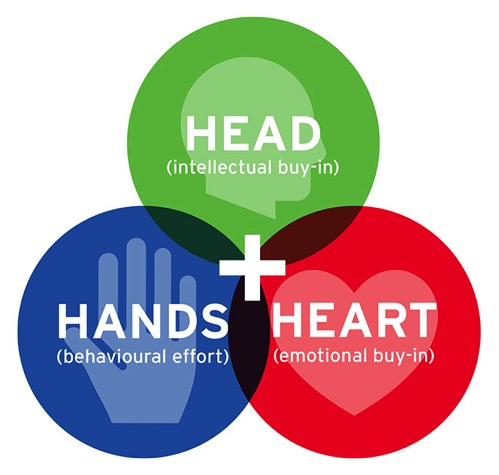 HEAD
(intellectual buy-in)
HANDS
(behavioural effort)
HEART
(emotional buy-in)